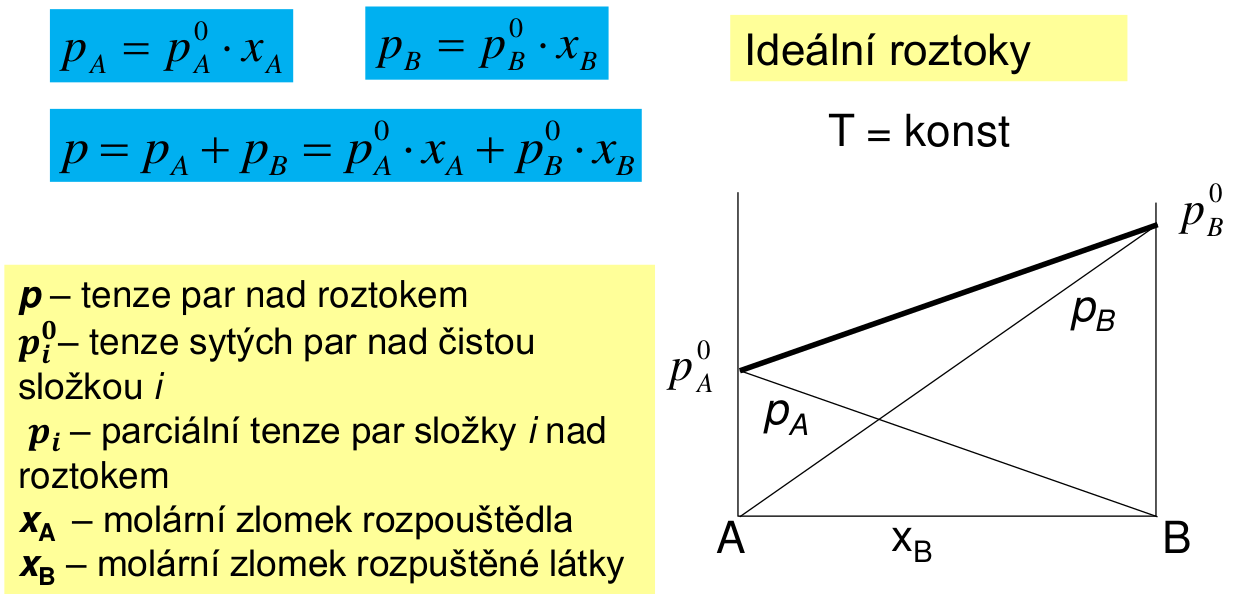 p_A = p_A^0 · x_A
p_B = p_B^0 · x_B
p = p_A + p_B = p_A^0 · x_A + p_B^0 · x_B
Ideální roztoky
T = konst
p – tenze par nad roztokem
p_i^0 – tenze sytých par nad čistou
složkou i
p_i – parciální tenze par složky i nad
roztokem
x_A – molární zlomek rozpouštědla
x_B – molární zlomek rozpuštěné látky
p_B^0
p_B
p_A^0
p_A
A
x_B
B